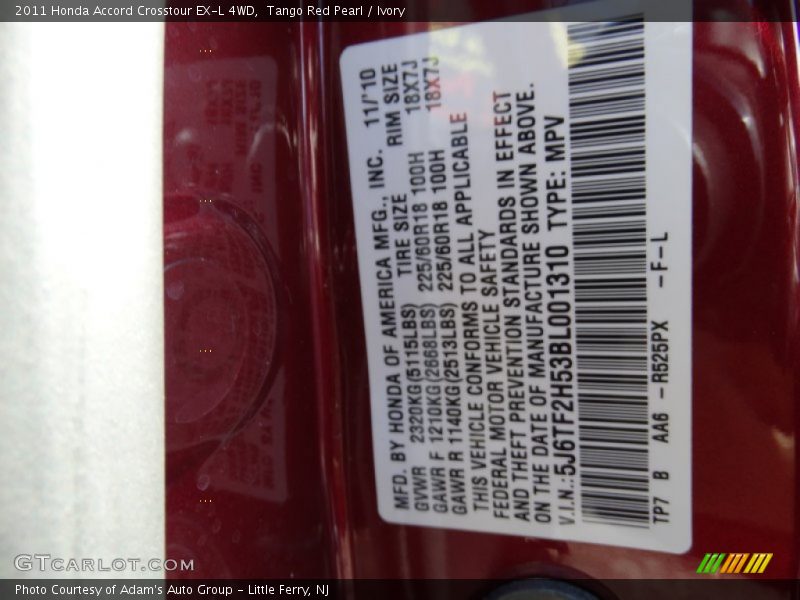 2011 Honda Accord Crosstour EX-L 4WD,  Tango Red Pearl / Ivory
MFD. BY HONDA OF AMERICA MFG., INC. 11/'10
GVWR 2320KG(5115LBS) TIRE SIZE RIM SIZE
GAWR F 1210KG(2668LBS) 225/60R18 100H 18X7J
GAWR R 1140KG(2513LBS) 225/60R18 100H 18X7J
THIS VEHICLE CONFORMS TO ALL APPLICABLE
FEDERAL MOTOR VEHICLE SAFETY
AND THEFT PREVENTION STANDARDS IN EFFECT
ON THE DATE OF MANUFACTURE SHOWN ABOVE.
V.I.N.: 5J6TF2H53BL001310 TYPE: MPV
TP7 B AA6 -R525PX -F-L
GTcarlot.com
Photo Courtesy of Adam's Auto Group - Little Ferry, NJ